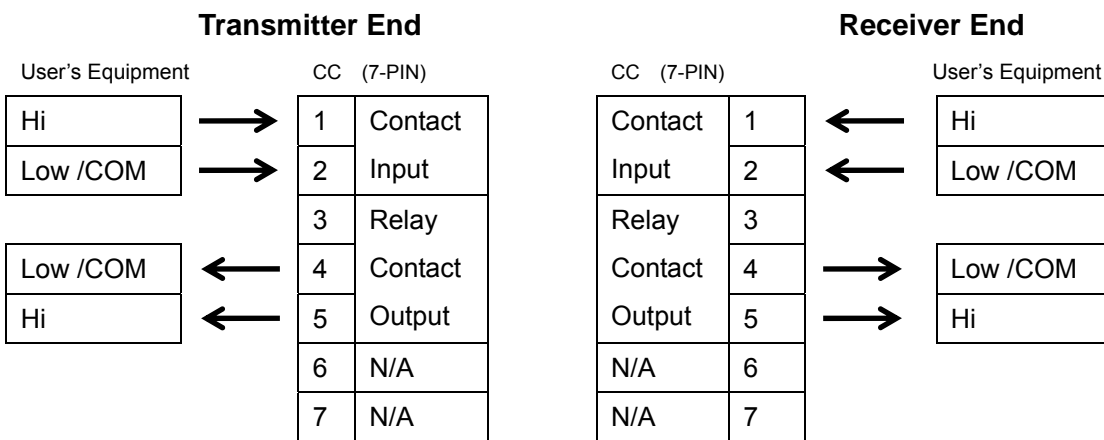 Transmitter End Receiver End
User's Equipment CC (7-PIN) CC (7-PIN) User's Equipment
Hi 1 Contact Contact 1 Hi
Low /COM 2 Input Input 2 Low /COM
3 Relay Relay 3
Low /COM 4 Contact Contact 4 Low /COM
Hi 5 Output Output 5 Hi
6 N/A N/A 6
7 N/A N/A 7